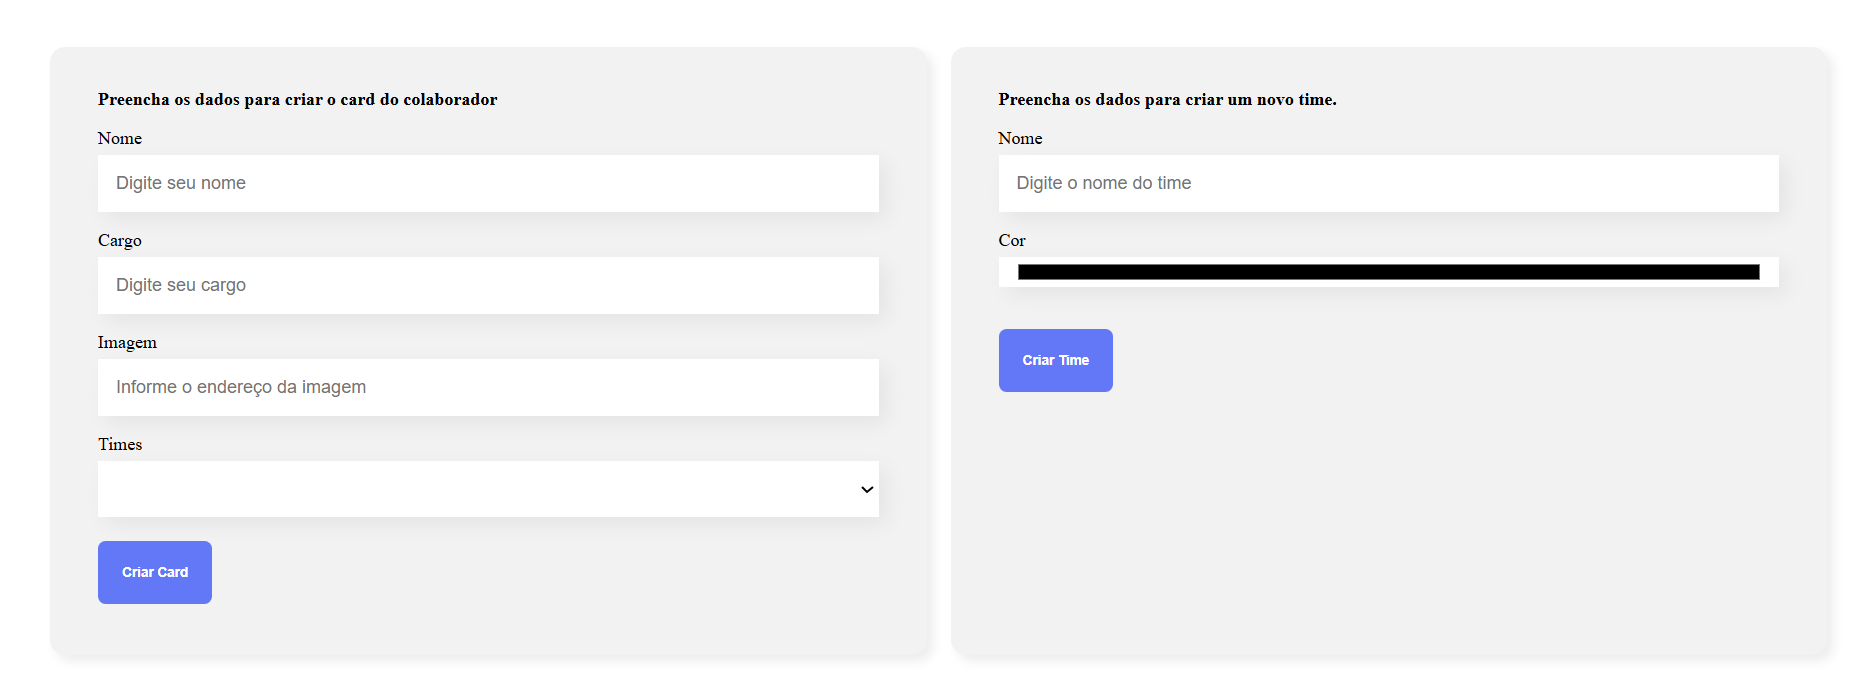 Preencha os dados para criar o card do colaborador
Nome
Digite seu nome
Cargo
Digite seu cargo
Imagem
Informe o endereço da imagem
Times
Criar Card
Preencha os dados para criar um novo time.
Nome
Digite o nome do time
Cor
Criar Time